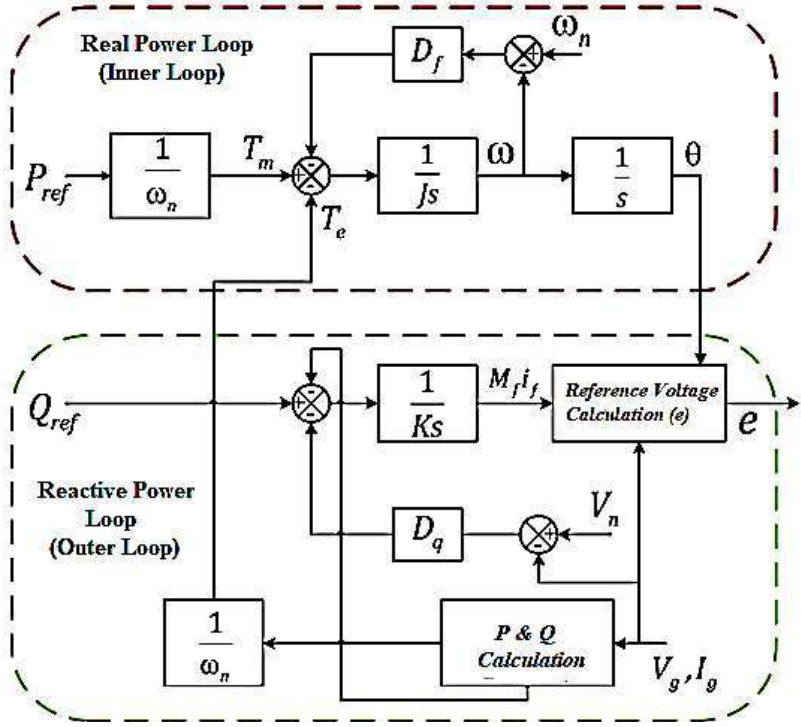 Real Power Loop
(Inner Loop)
D_f
ω_n
P_ref
1
ω_n
T_m
T_e
1
Js
ω
1
s
θ
Q_ref
1
Ks
M_f i_f
Reference Voltage
Calculation (e)
e
Reactive Power
Loop
(Outer Loop)
D_q
V_n
1
ω_n
P & Q
Calculation
V_g, I_g